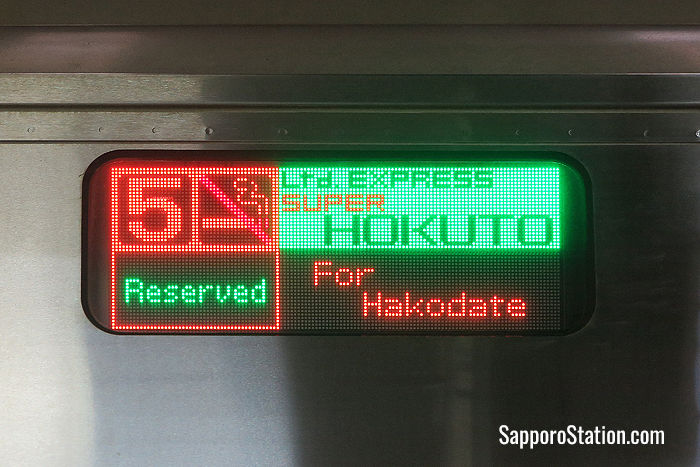 5
Ltd. EXPRESS
SUPER
HOKUTO
Reserved
For
Hakodate
SapporoStation.com